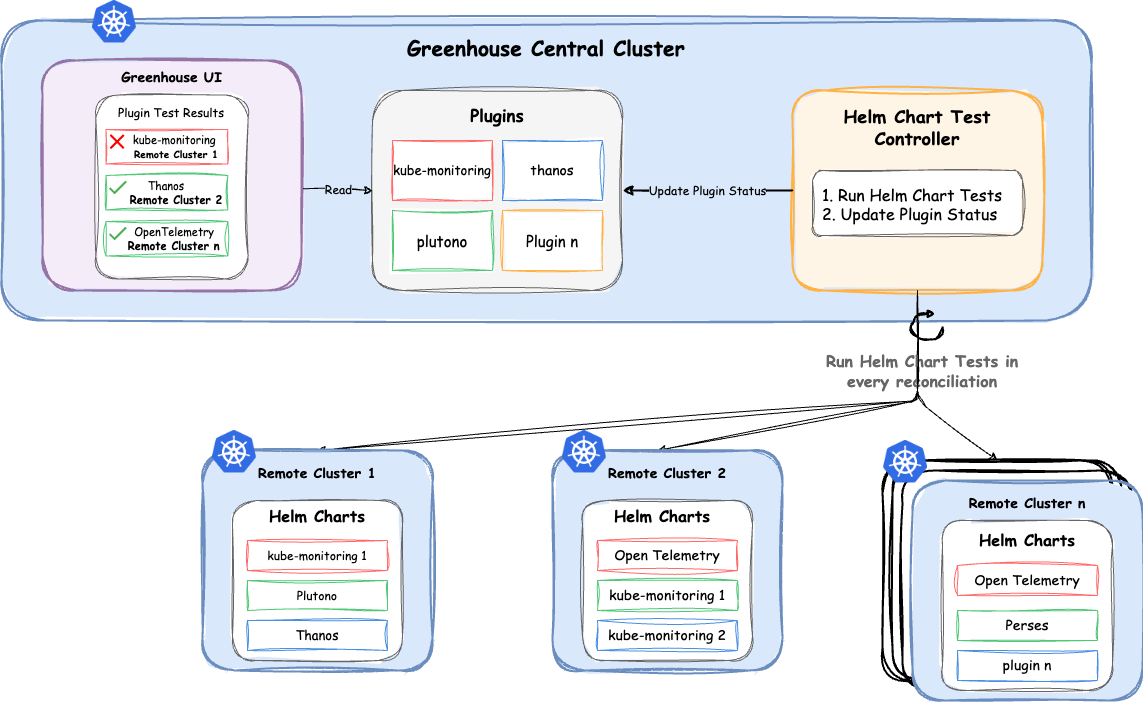 Greenhouse Central Cluster
Greenhouse UI
Plugin Test Results
kube-monitoring
Remote Cluster 1
Thanos
Remote Cluster 2
OpenTelemetry
Remote Cluster n
Read
Plugins
kube-monitoring
thanos
plutono
Plugin n
Update Plugin Status
Helm Chart Test
Controller
1. Run Helm Chart Tests
2. Update Plugin Status
Run Helm Chart Tests in
every reconciliation
Remote Cluster 1
Helm Charts
kube-monitoring 1
Plutono
Thanos
Remote Cluster 2
Helm Charts
Open Telemetry
kube-monitoring 1
kube-monitoring 2
Remote Cluster n
Helm Charts
Open Telemetry
Perses
plugin n